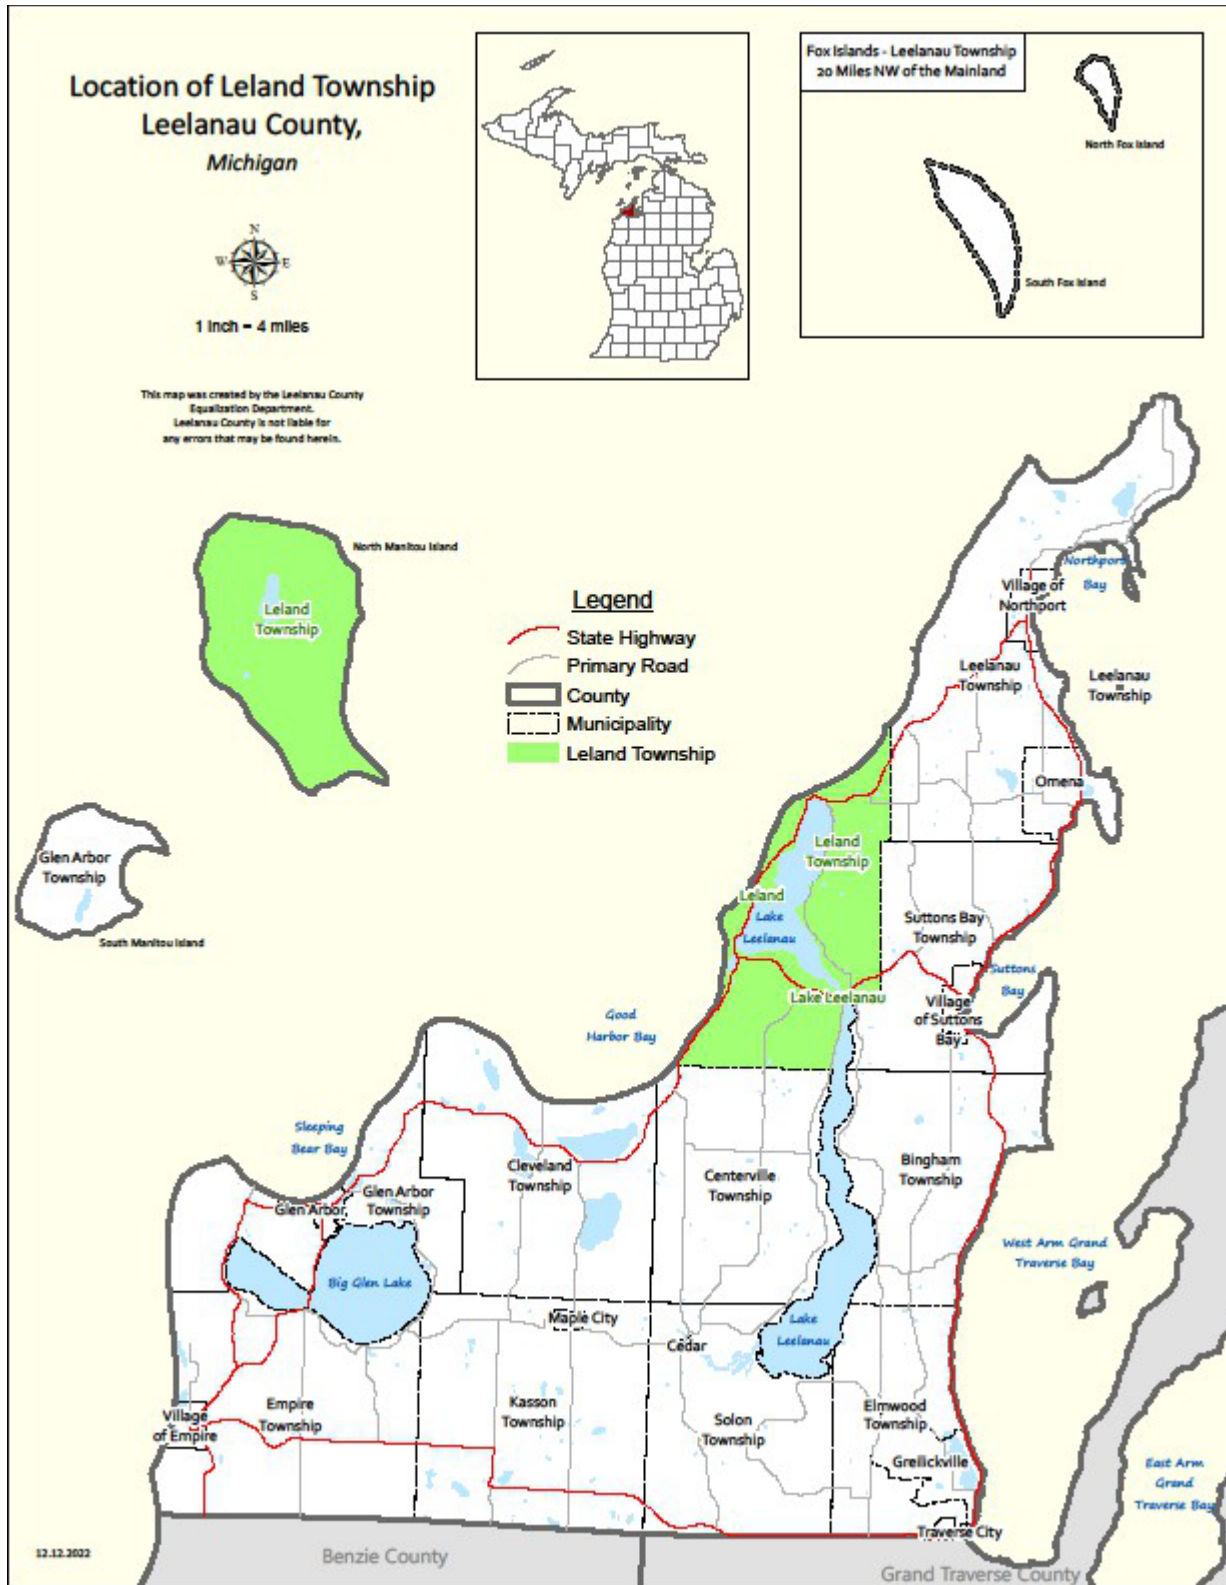 Location of Leland Township
Leelanau County,
Michigan
N
W
E
S
1 inch = 4 miles
This map was created by the Leelanau County
Equalization Department.
Leelanau County is not liable for
any errors that may be found herein.
Fox Islands - Leelanau Township
20 Miles NW of the Mainland
North Fox Island
South Fox Island
North Manitou Island
Leland
Township
Legend
State Highway
Primary Road
County
Municipality
Leland Township
Northport
Bay
Village of
Northport
Leelanau
Township
Leelanau
Township
Omena
Glen Arbor
Township
South Manitou Island
Leland
Township
Leland
Lake
Leelanau
Suttons Bay
Township
Suttons
Bay
Lake Leelanau
Village
of Suttons
Bay
Good
Harbor Bay
Sleeping
Bear Bay
Cleveland
Township
Centerville
Township
Bingham
Township
Glen Arbor
Township
Glen Arbor
West Arm Grand
Traverse Bay
Big Glen Lake
Maple City
Cedar
Lake
Leelanau
Village
of Empire
Empire
Township
Kasson
Township
Solon
Township
Elmwood
Township
Greilickville
East Arm
Grand
Traverse Bay
Traverse City
12.12.2022
Benzie County
Grand Traverse County